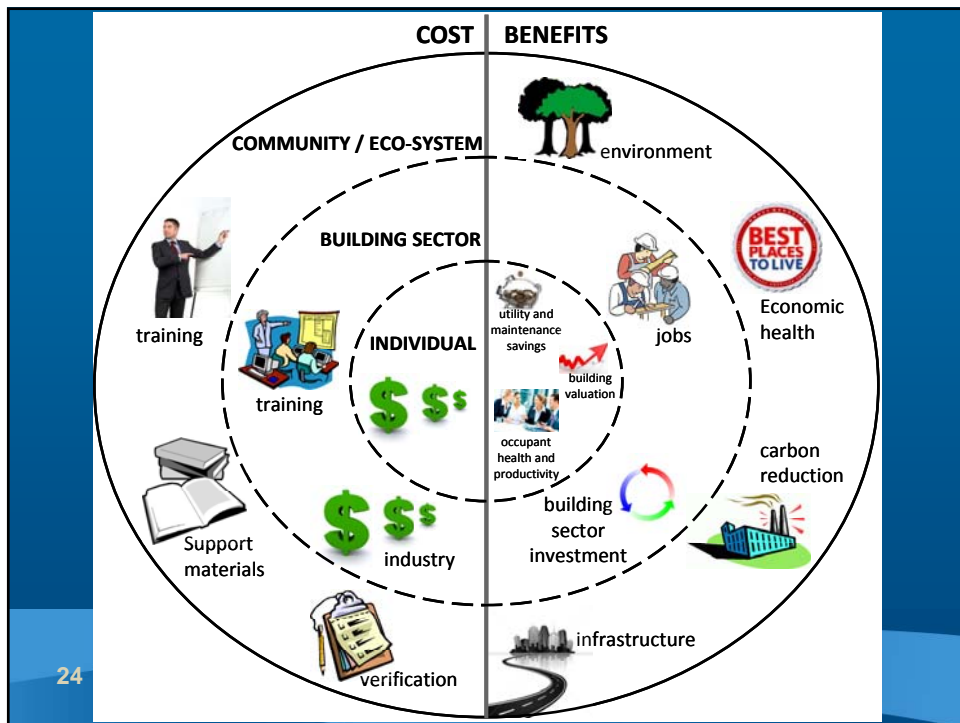 COST
BENEFITS
COMMUNITY / ECO-SYSTEM
environment
BUILDING SECTOR
BEST
PLACES
TO LIVE
Economic
health
training
utility and
maintenance
savings
jobs
INDIVIDUAL
building
valuation
training
occupant
health and
productivity
carbon
reduction
building
sector
investment
Support
materials
industry
infrastructure
verification
24